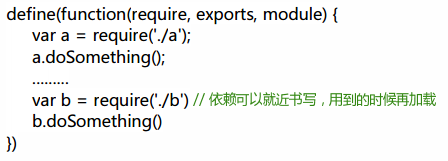 define(function(require, exports, module) {
var a = require('./a');
a.doSomething();
.........
var b = require('./b') // 依赖可以就近书写，用到的时候再加载
b.doSomething()
})